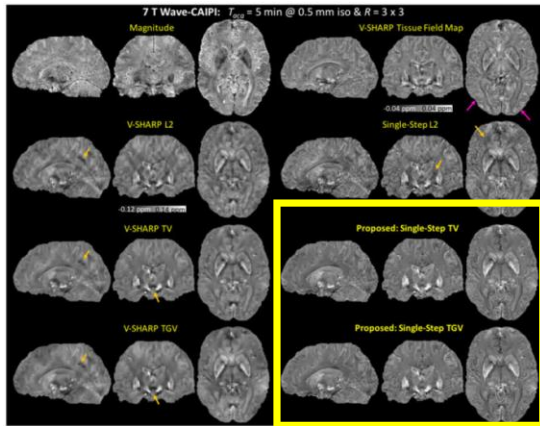 7 T Wave-CAIPI: Tacq = 5 min @ 0.5 mm iso & R = 3 x 3
Magnitude
V-SHARP Tissue Field Map
-0.04 ppm 0.04 ppm
V-SHARP L2
Single-Step L2
-0.12 ppm 0.14 ppm
V-SHARP TV
Proposed: Single-Step TV
V-SHARP TGV
Proposed: Single-Step TGV